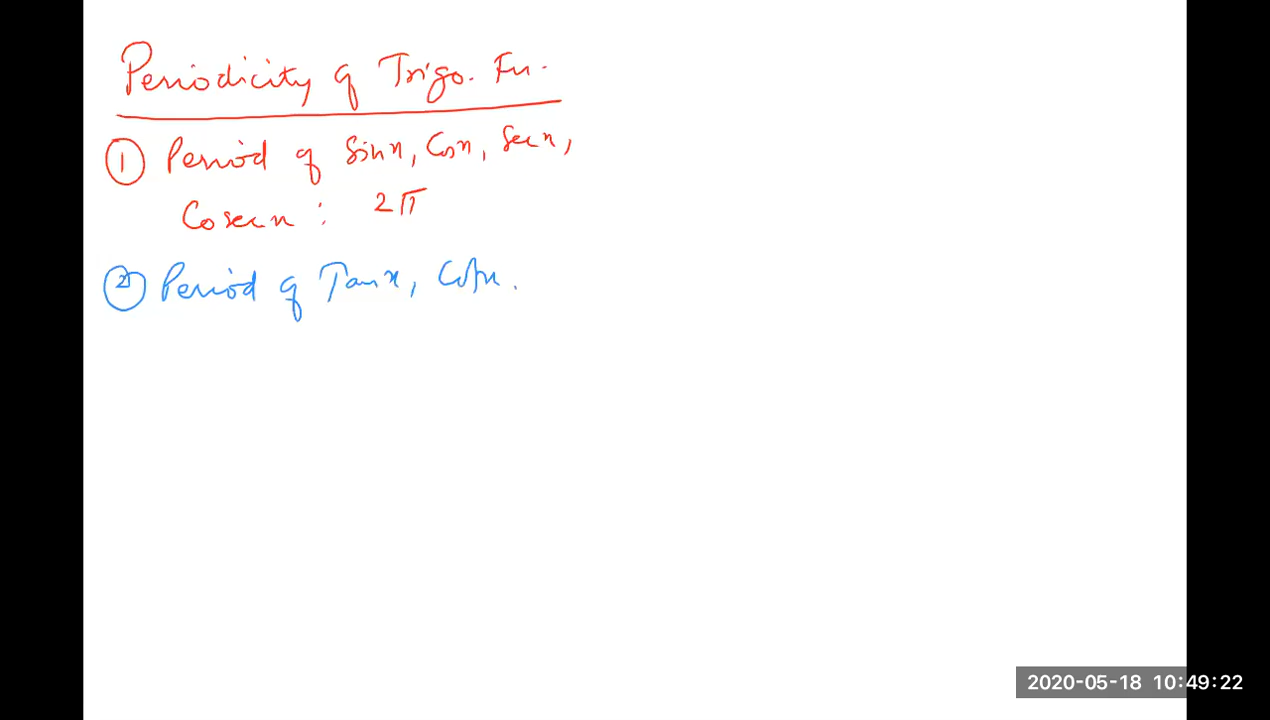 Periodicity of Trigo. Fn.
① Period of Sinx, Cosx, Secx,
Cosecx : 2π
② Period of Tanx, Cotx.
2020-05-18 10:49:22